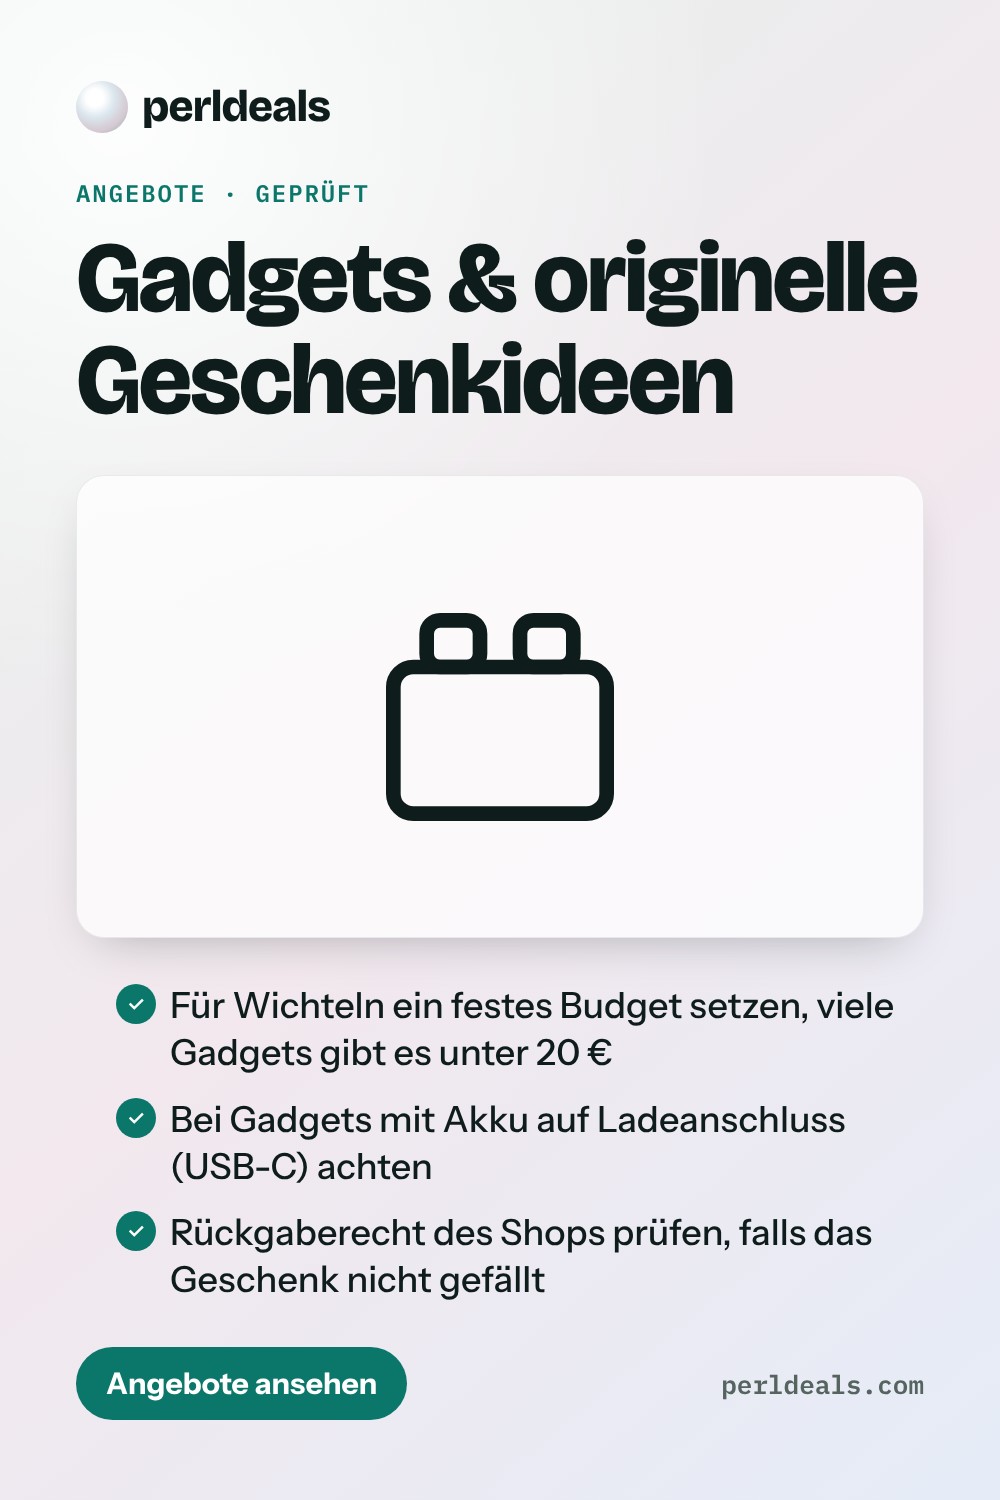 perldeals
ANGEBOTE · GEPRÜFT
Gadgets & originelle
Geschenkideen
Für Wichteln ein festes Budget setzen, viele
Gadgets gibt es unter 20 €
Bei Gadgets mit Akku auf Ladeanschluss
(USB-C) achten
Rückgaberecht des Shops prüfen, falls das
Geschenk nicht gefällt
Angebote ansehen
perldeals.com